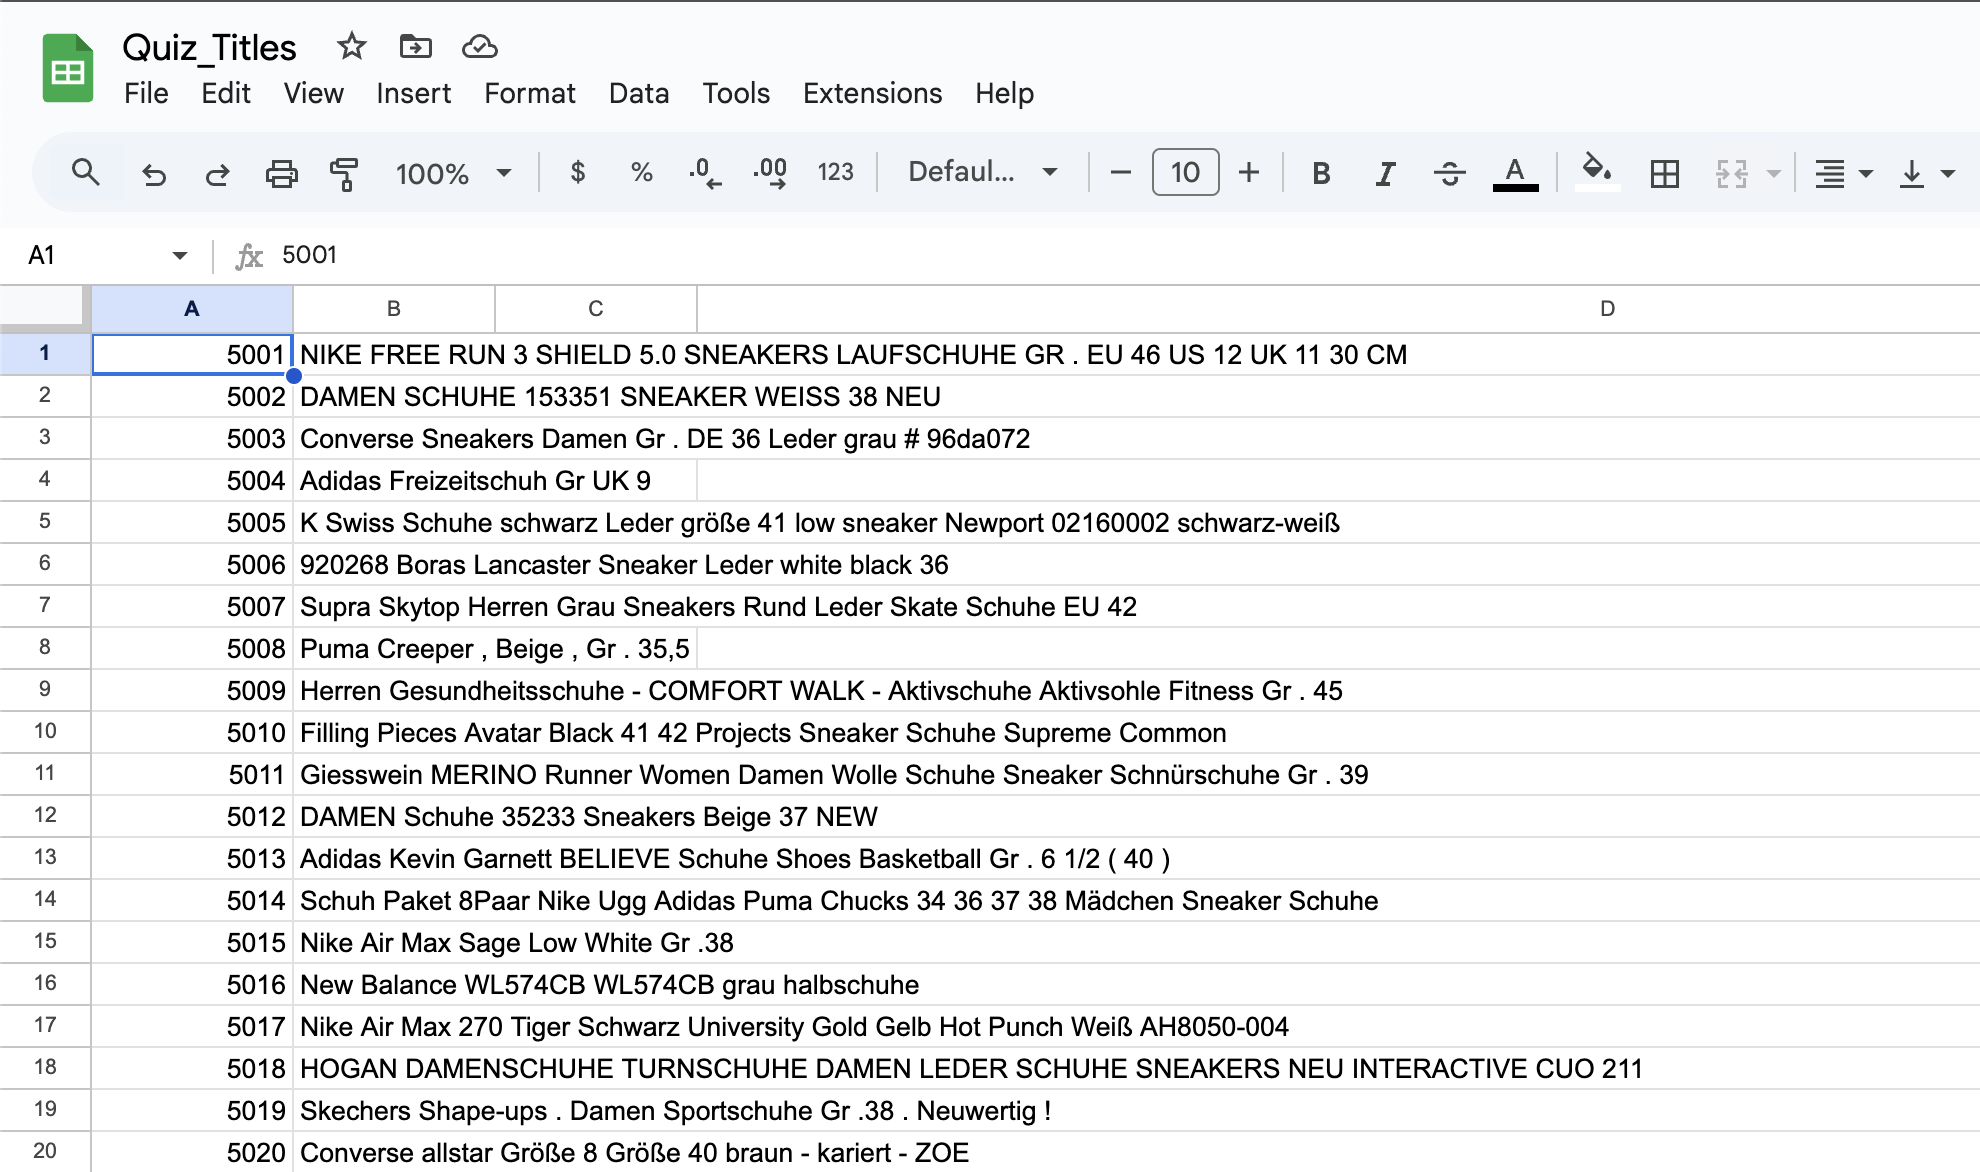 Quiz_Titles
File Edit View Insert Format Data Tools Extensions Help
100% $ % .0 .00 123 Defaul... 10 B I S A
A1 fx 5001
A B C D
1 5001 NIKE FREE RUN 3 SHIELD 5.0 SNEAKERS LAUFSCHUHE GR . EU 46 US 12 UK 11 30 CM
2 5002 DAMEN SCHUHE 153351 SNEAKER WEISS 38 NEU
3 5003 Converse Sneakers Damen Gr . DE 36 Leder grau # 96da072
4 5004 Adidas Freizeitschuh Gr UK 9
5 5005 K Swiss Schuhe schwarz Leder größe 41 low sneaker Newport 02160002 schwarz-weiß
6 5006 920268 Boras Lancaster Sneaker Leder white black 36
7 5007 Supra Skytop Herren Grau Sneakers Rund Leder Skate Schuhe EU 42
8 5008 Puma Creeper , Beige , Gr . 35,5
9 5009 Herren Gesundheitsschuhe - COMFORT WALK - Aktivschuhe Aktivsohle Fitness Gr . 45
10 5010 Filling Pieces Avatar Black 41 42 Projects Sneaker Schuhe Supreme Common
11 5011 Giesswein MERINO Runner Women Damen Wolle Schuhe Sneaker Schnürschuhe Gr . 39
12 5012 DAMEN Schuhe 35233 Sneakers Beige 37 NEW
13 5013 Adidas Kevin Garnett BELIEVE Schuhe Shoes Basketball Gr . 6 1/2 ( 40 )
14 5014 Schuh Paket 8Paar Nike Ugg Adidas Puma Chucks 34 36 37 38 Mädchen Sneaker Schuhe
15 5015 Nike Air Max Sage Low White Gr .38
16 5016 New Balance WL574CB WL574CB grau halbschuhe
17 5017 Nike Air Max 270 Tiger Schwarz University Gold Gelb Hot Punch Weiß AH8050-004
18 5018 HOGAN DAMENSCHUHE TURNSCHUHE DAMEN LEDER SCHUHE SNEAKERS NEU INTERACTIVE CUO 211
19 5019 Skechers Shape-ups . Damen Sportschuhe Gr .38 . Neuwertig !
20 5020 Converse allstar Größe 8 Größe 40 braun - kariert - ZOE